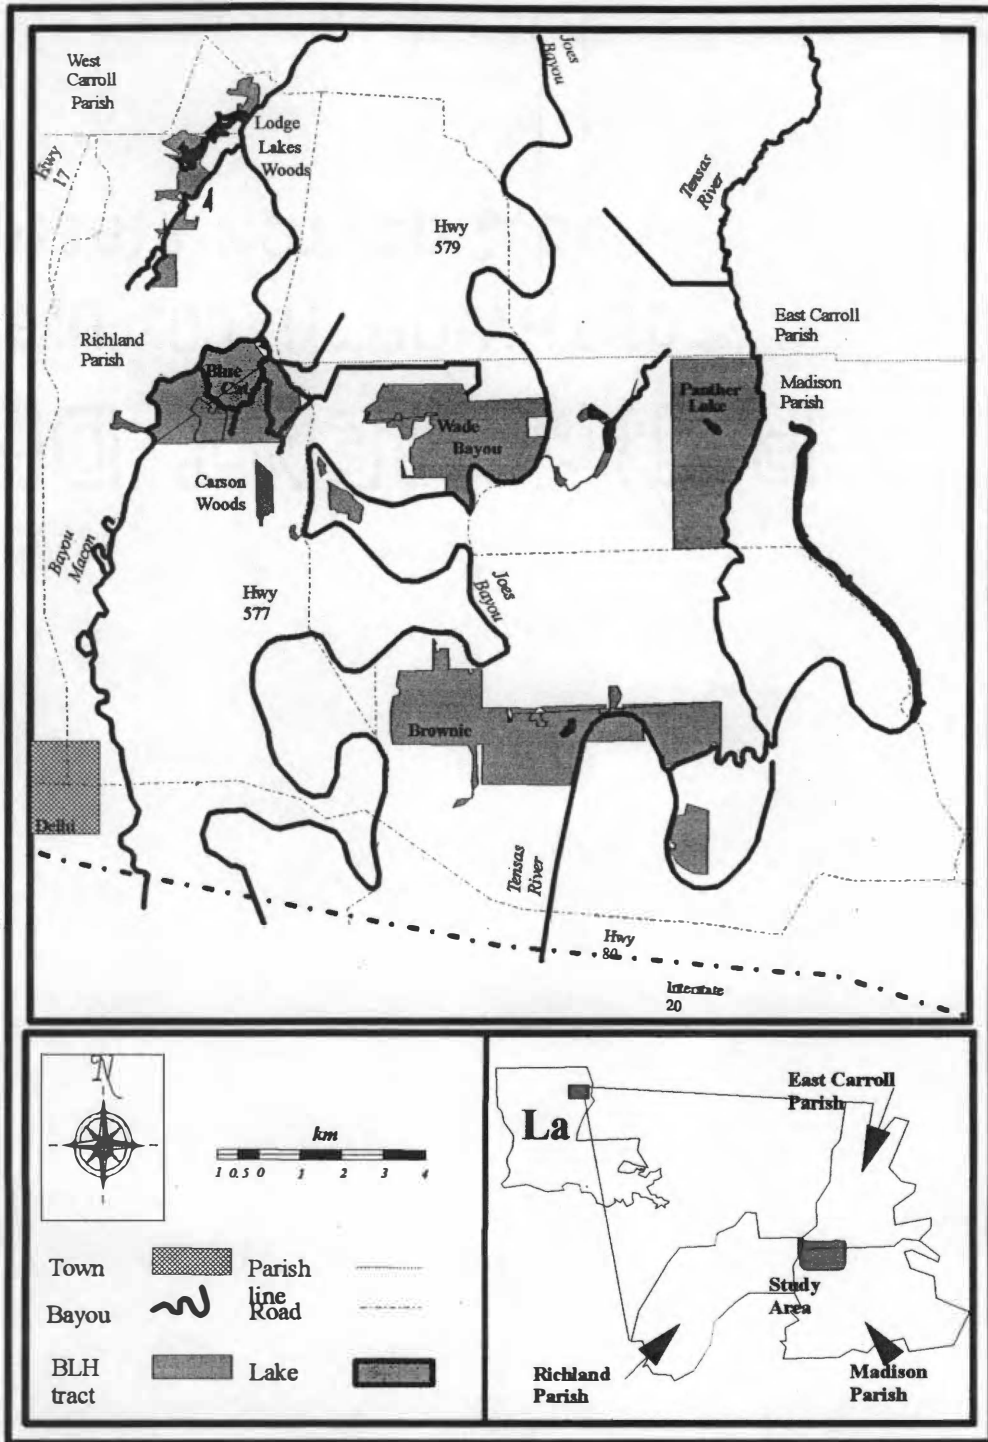 West
Carroll
Parish
Joes
Bayou
Lodge
Lakes
Woods
Hwy
17
Tensas
River
Hwy
579
East Carroll
Parish
Richland
Parish
Blue
Cat
Panther
Lake
Madison
Parish
Wade
Bayou
Carson
Woods
Bayou
Macon
Joes
Bayou
Hwy
577
Brownie
Delhi
Tensas
River
Hwy
80
Interstate
20
N
km
1 0.5 0 1 2 3 4
Town
Parish
line
Bayou
Road
BLH
tract
Lake
La
East Carroll
Parish
Study
Area
Richland
Parish
Madison
Parish